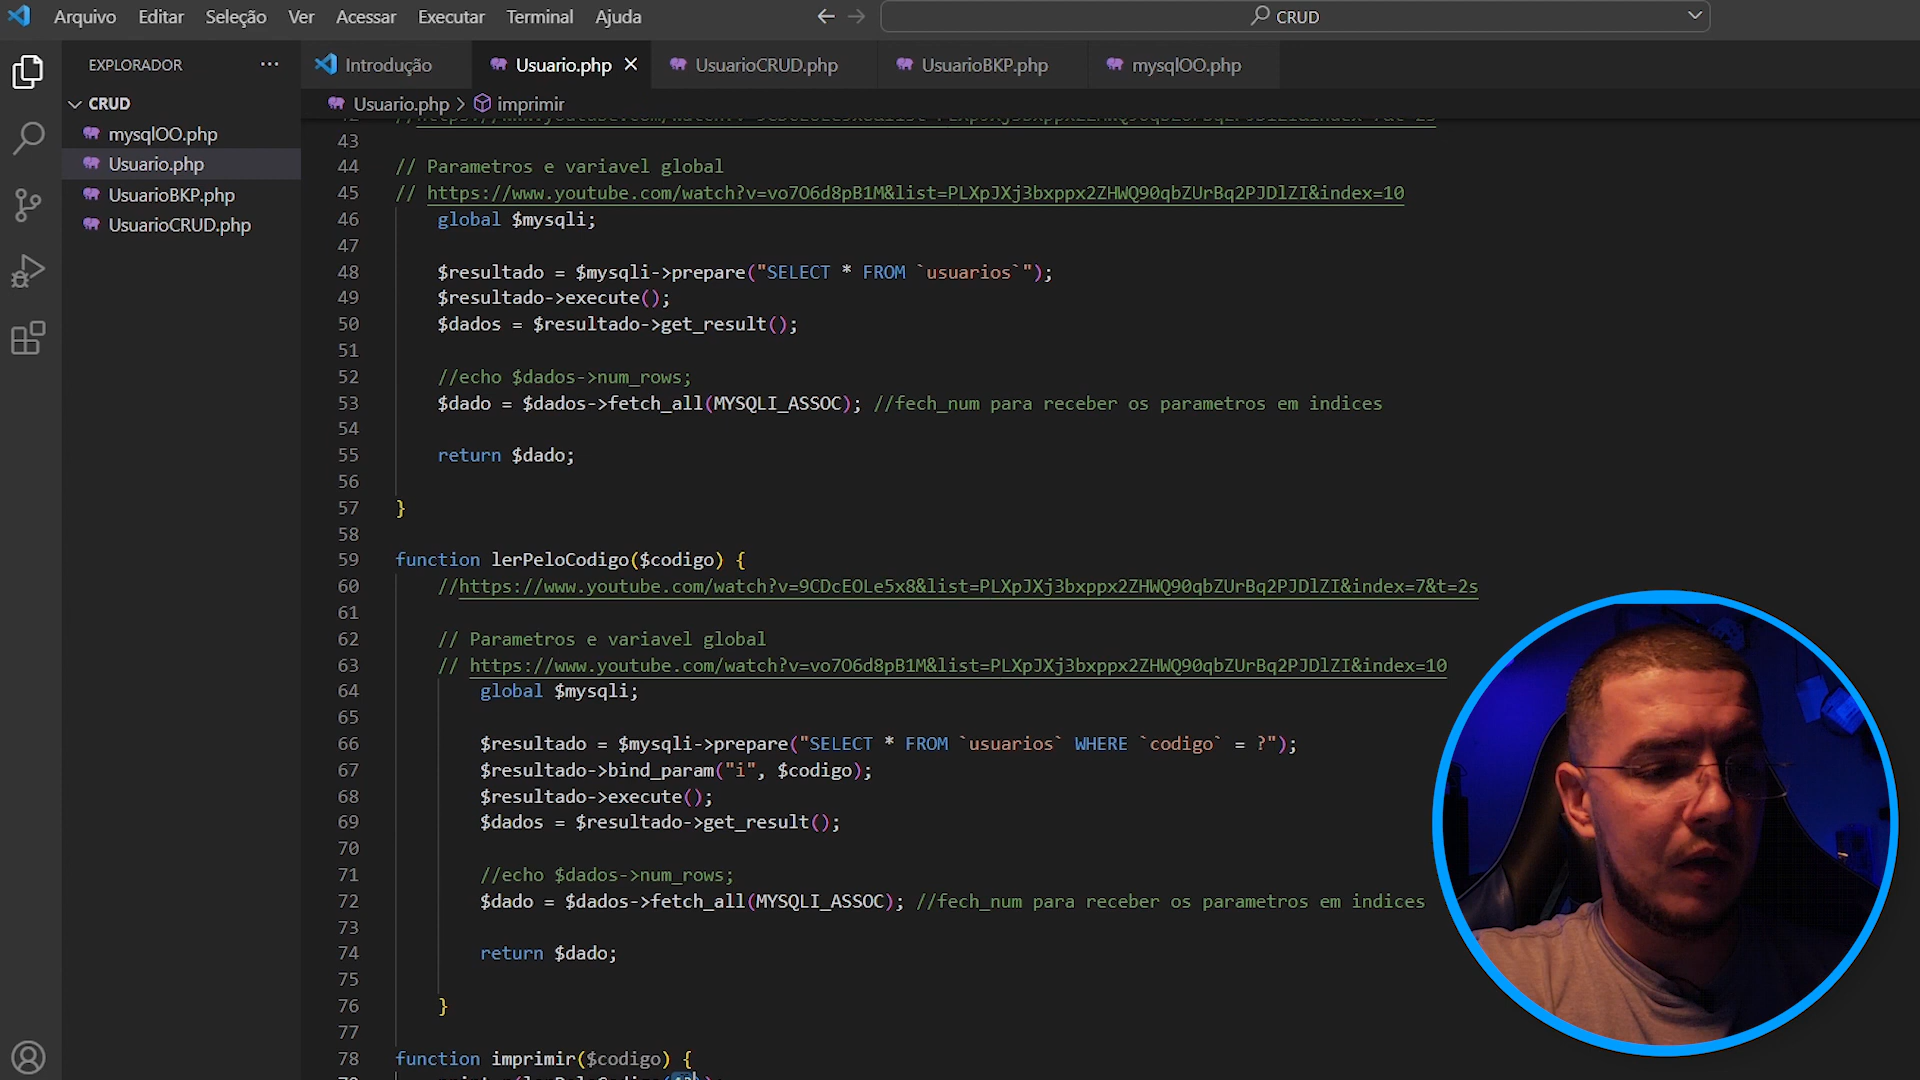 Arquivo Editar Seleção Ver Acessar Executar Terminal Ajuda
CRUD
EXPLORADOR
CRUD
mysqlOO.php
Usuario.php
UsuarioBKP.php
UsuarioCRUD.php
Introdução Usuario.php UsuarioCRUD.php UsuarioBKP.php mysqlOO.php
Usuario.php > imprimir
43
44 // Parametros e variavel global
45 // https://www.youtube.com/watch?v=vo7O6d8pB1M&list=PLXpJXj3bxppx2ZHWQ90qbZUrBq2PJDlZI&index=10
46 global $mysqli;
47
48 $resultado = $mysqli->prepare("SELECT * FROM `usuarios`");
49 $resultado->execute();
50 $dados = $resultado->get_result();
51
52 //echo $dados->num_rows;
53 $dado = $dados->fetch_all(MYSQLI_ASSOC); //fech_num para receber os parametros em indices
54
55 return $dado;
56
57 }
58
59 function lerPeloCodigo($codigo) {
60 //https://www.youtube.com/watch?v=9CDcEOLe5x8&list=PLXpJXj3bxppx2ZHWQ90qbZUrBq2PJDlZI&index=7&t=2s
61
62 // Parametros e variavel global
63 // https://www.youtube.com/watch?v=vo7O6d8pB1M&list=PLXpJXj3bxppx2ZHWQ90qbZUrBq2PJDlZI&index=10
64 global $mysqli;
65
66 $resultado = $mysqli->prepare("SELECT * FROM `usuarios` WHERE `codigo` = ?");
67 $resultado->bind_param("i", $codigo);
68 $resultado->execute();
69 $dados = $resultado->get_result();
70
71 //echo $dados->num_rows;
72 $dado = $dados->fetch_all(MYSQLI_ASSOC); //fech_num para receber os parametros em indices
73
74 return $dado;
75
76 }
77
78 function imprimir($codigo) {